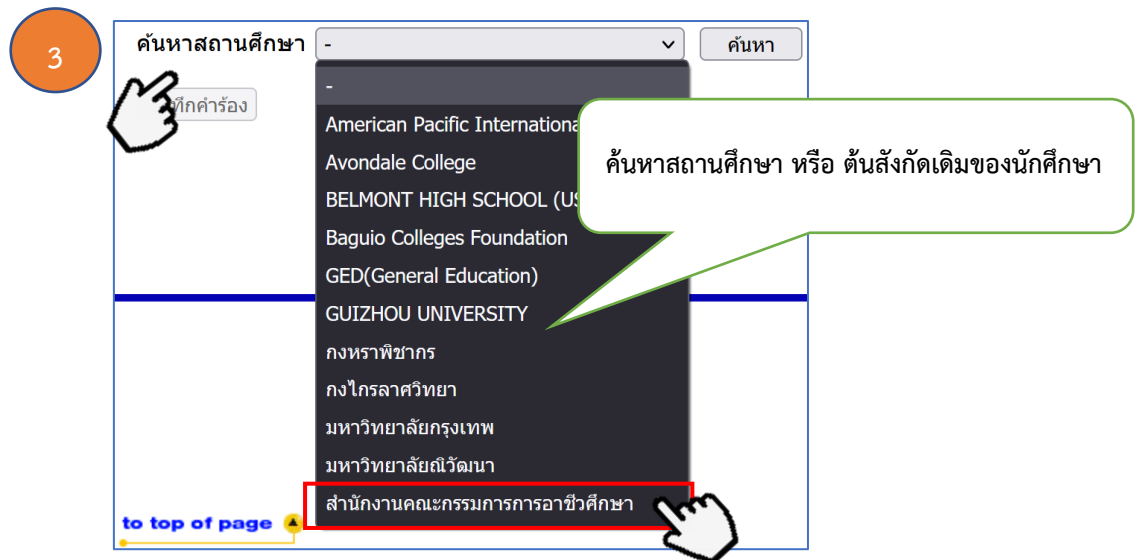 3
ค้นหาสถานศึกษา - ค้นหา
ทึกคำร้อง
-
American Pacific Internationa
Avondale College
BELMONT HIGH SCHOOL (US
Baguio Colleges Foundation
GED(General Education)
GUIZHOU UNIVERSITY
กงหราพิชากร
กงไกรลาศวิทยา
มหาวิทยาลัยกรุงเทพ
มหาวิทยาลัยณิวัฒนา
สำนักงานคณะกรรมการการอาชีวศึกษา
ค้นหาสถานศึกษา หรือ ต้นสังกัดเดิมของนักศึกษา
to top of page